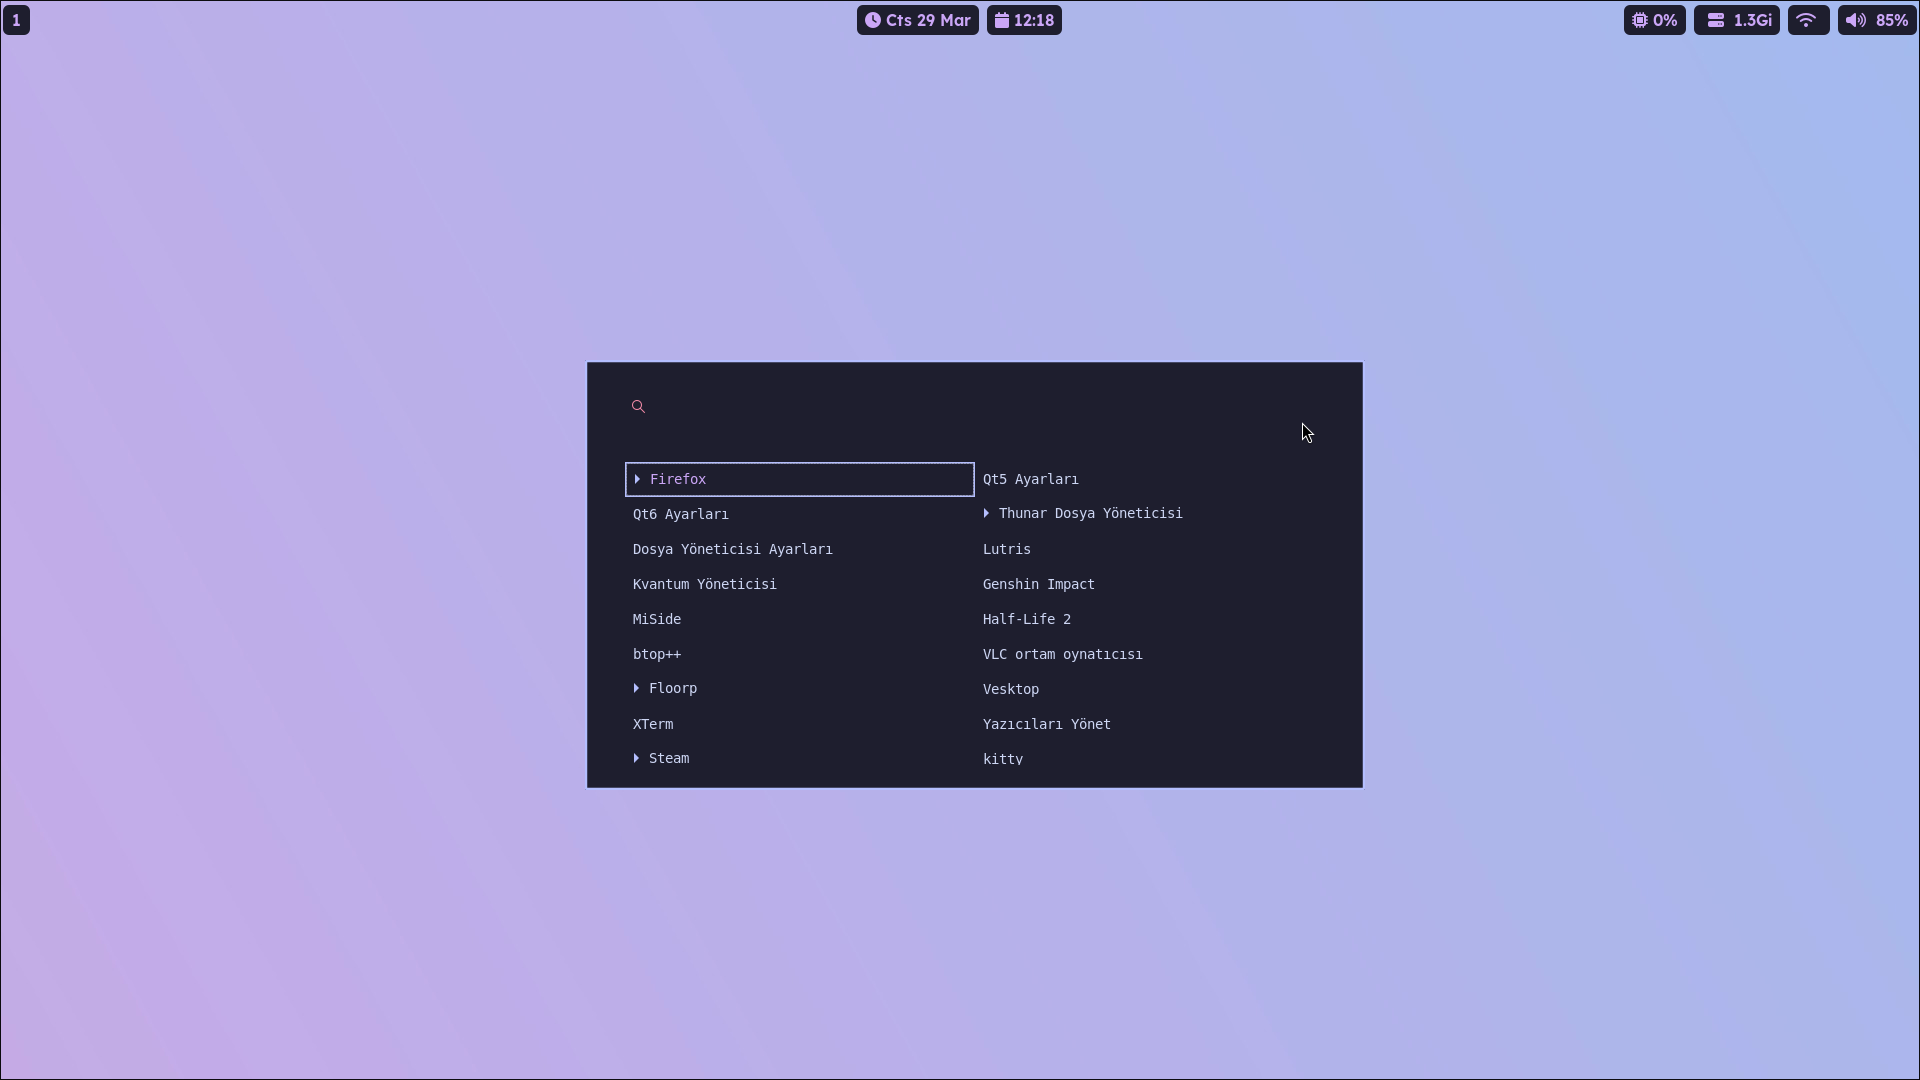 1
Cts 29 Mar
12:18
0%
1.3Gi
85%
Firefox
Qt5 Ayarları
Qt6 Ayarları
Thunar Dosya Yöneticisi
Dosya Yöneticisi Ayarları
Lutris
Kvantum Yöneticisi
Genshin Impact
MiSide
Half-Life 2
btop++
VLC ortam oynatıcısı
Floorp
Vesktop
XTerm
Yazıcıları Yönet
Steam
kitty